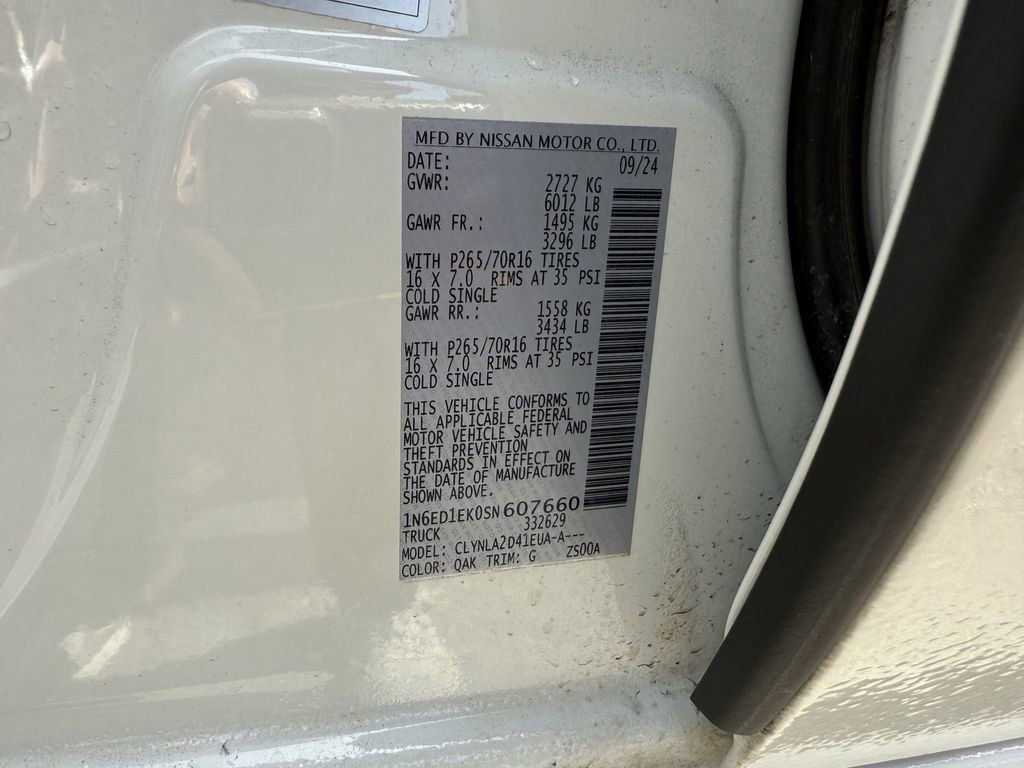 MFD BY NISSAN MOTOR CO., LTD.
DATE: 09/24
GVWR: 2727 KG
6012 LB
GAWR FR.: 1495 KG
3296 LB
WITH P265/70R16 TIRES
16 X 7.0 RIMS AT 35 PSI
COLD SINGLE
GAWR RR.: 1558 KG
3434 LB
WITH P265/70R16 TIRES
16 X 7.0 RIMS AT 35 PSI
COLD SINGLE
THIS VEHICLE CONFORMS TO
ALL APPLICABLE FEDERAL
MOTOR VEHICLE SAFETY AND
THEFT PREVENTION
STANDARDS IN EFFECT ON
THE DATE OF MANUFACTURE
SHOWN ABOVE.
1N6ED1EK0SN607660
TRUCK 332629
MODEL: CLYNLA2D41EUA-A---
COLOR: QAK TRIM: G ZS00A